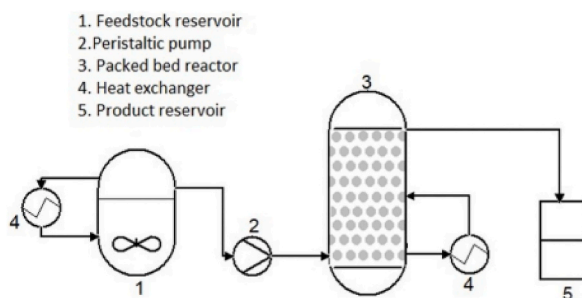 1. Feedstock reservoir
2.Peristaltic pump
3. Packed bed reactor
4. Heat exchanger
5. Product reservoir
3
4
2
1
4
5